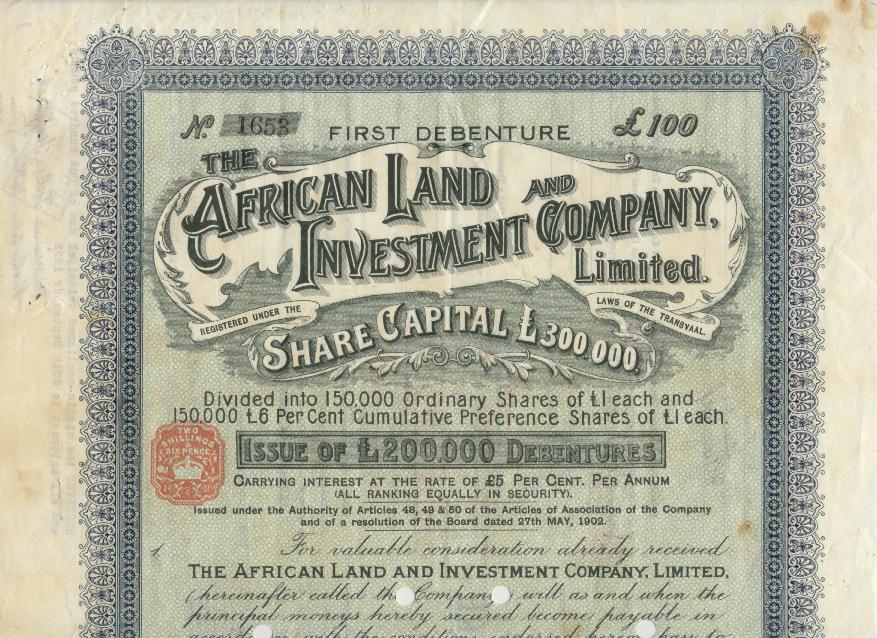 No. 1653 FIRST DEBENTURE £100
THE
AFRICAN LAND AND
INVESTMENT COMPANY,
Limited.
REGISTERED UNDER THE LAWS OF THE TRANSVAAL.
SHARE CAPITAL £300.000.
Divided into 150,000 Ordinary Shares of £1 each and
150,000 £6 Per Cent Cumulative Preference Shares of £1 each.
TWO
SHILLINGS
&
SIX PENCE
ISSUE OF £200.000 DEBENTURES
CARRYING INTEREST AT THE RATE OF £5 PER CENT. PER ANNUM
(ALL RANKING EQUALLY IN SECURITY).
Issued under the Authority of Articles 48, 49 & 50 of the Articles of Association of the Company
and of a resolution of the Board dated 27th MAY, 1902.
1 For valuable consideration already received
THE AFRICAN LAND AND INVESTMENT COMPANY, LIMITED,
(hereinafter called the Company) will as and when the
principal moneys hereby secured become payable in
with the conditions endorsed